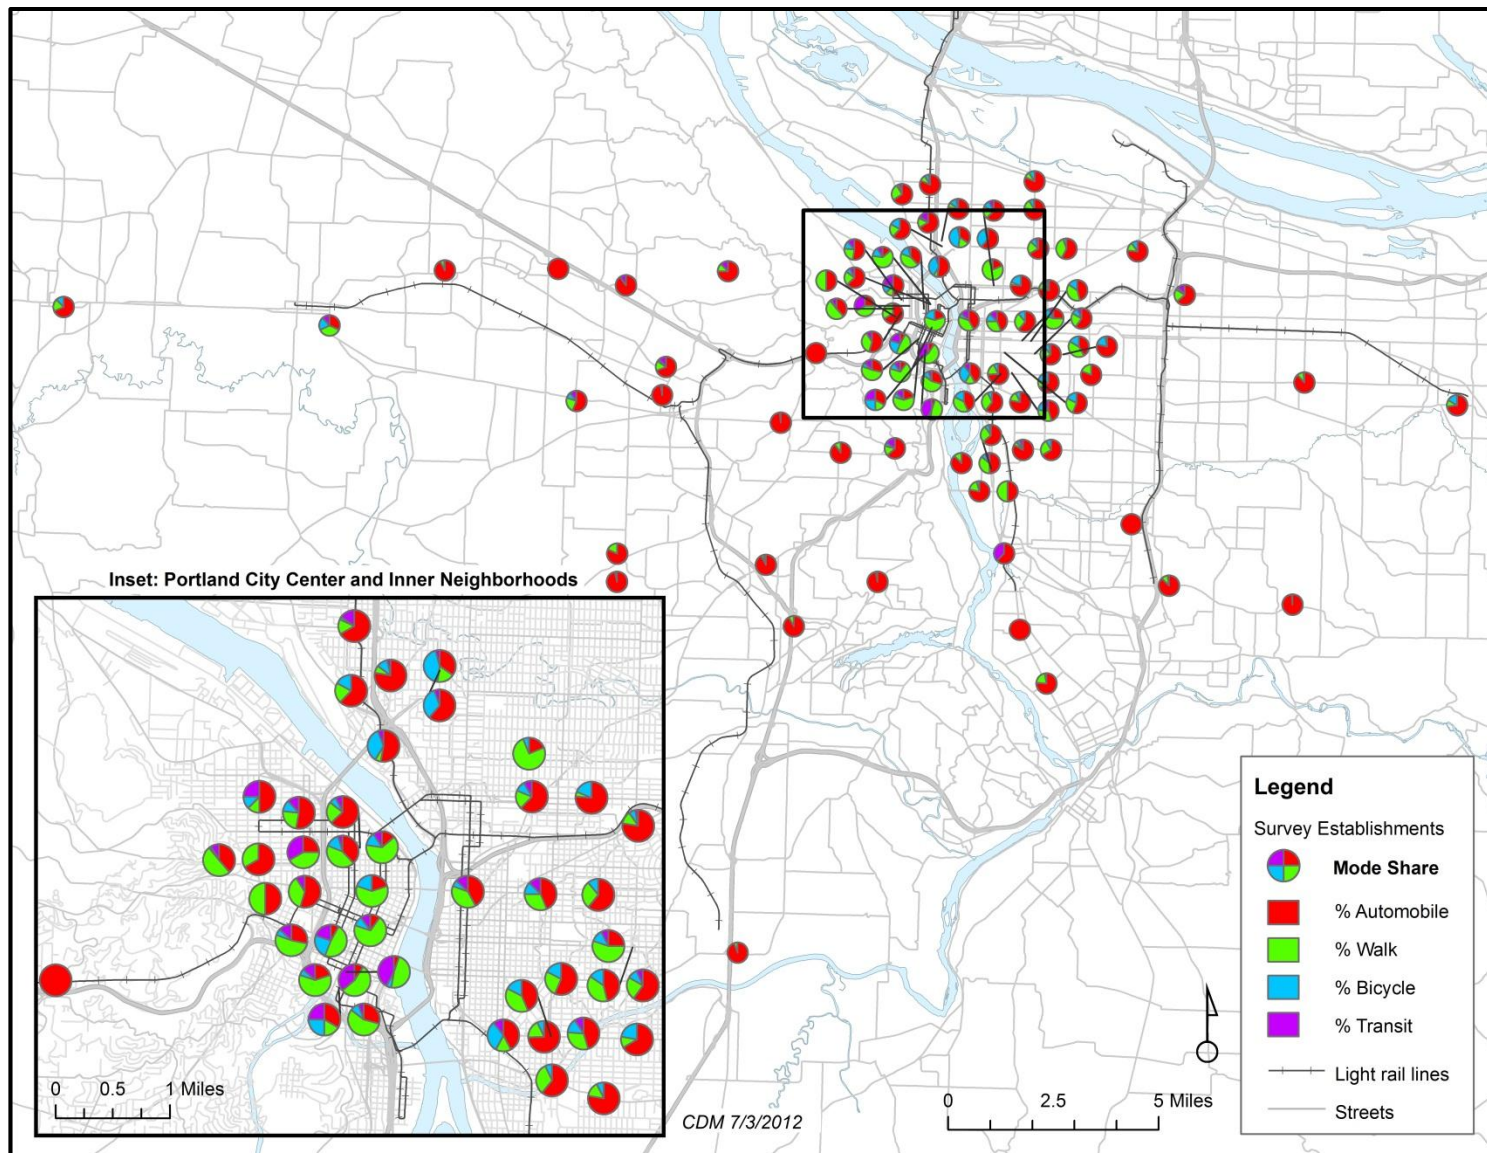 Inset: Portland City Center and Inner Neighborhoods
0 0.5 1 Miles
CDM 7/3/2012
0 2.5 5 Miles
Legend
Survey Establishments
Mode Share
% Automobile
% Walk
% Bicycle
% Transit
Light rail lines
Streets